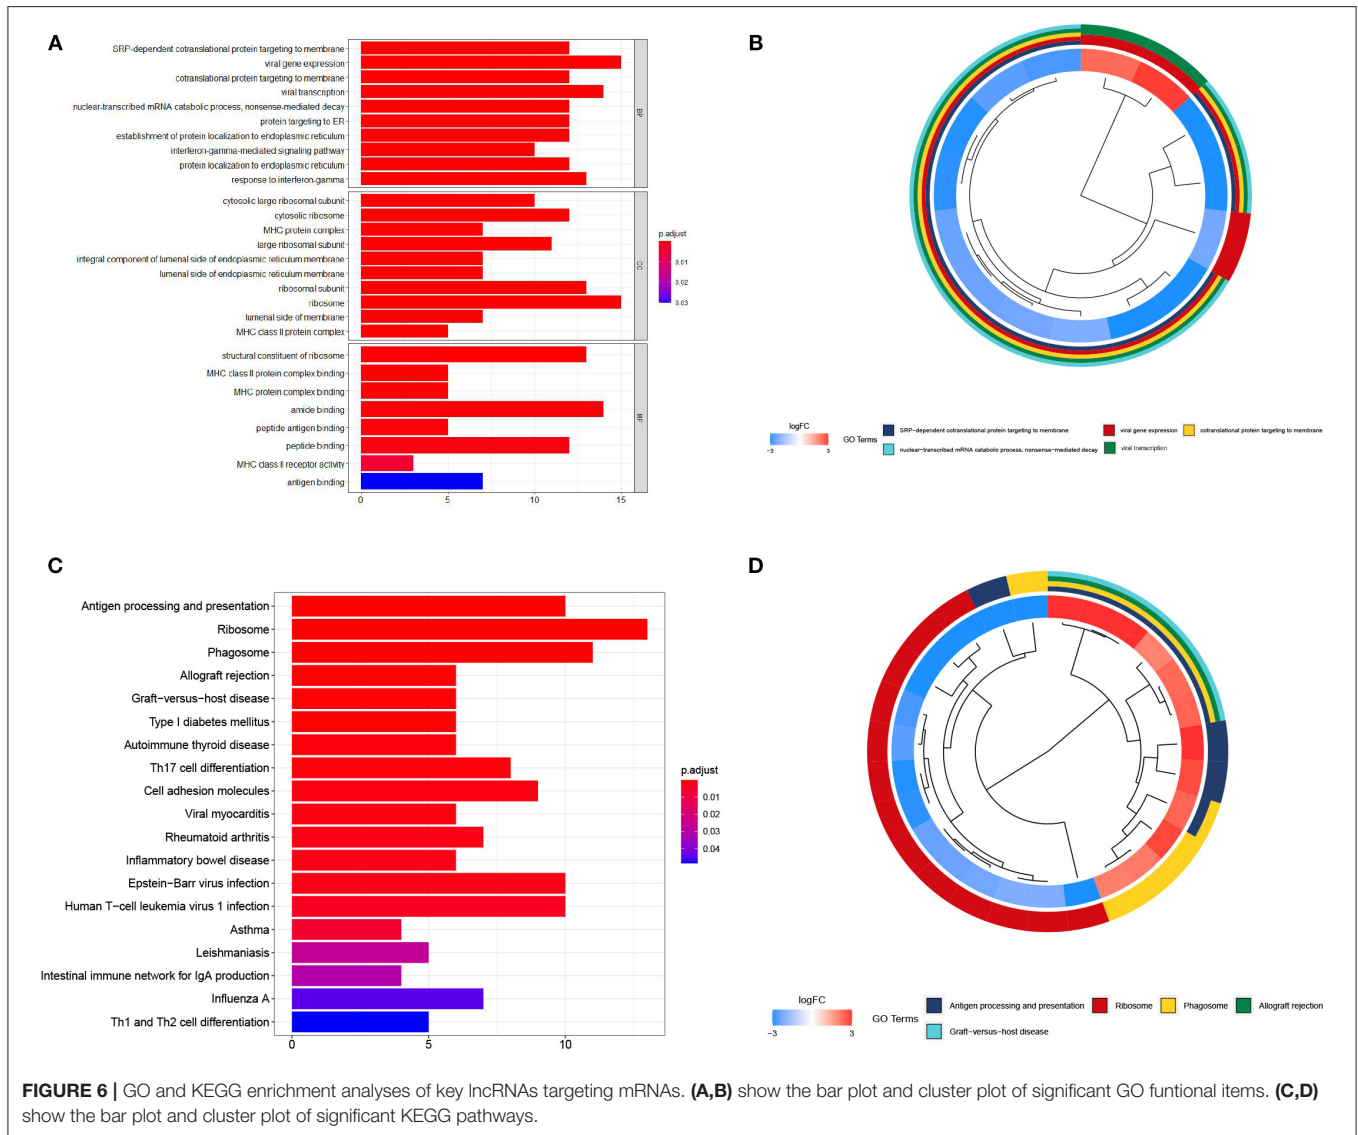 A
SRP-dependent cotranslational protein targeting to membrane
viral gene expression
cotranslational protein targeting to membrane
viral transcription
nuclear-transcribed mRNA catabolic process, nonsense-mediated decay
protein targeting to ER
establishment of protein localization to endoplasmic reticulum
interferon-gamma-mediated signaling pathway
protein localization to endoplasmic reticulum
response to interferon-gamma
BP
cytosolic large ribosomal subunit
cytosolic ribosome
MHC protein complex
large ribosomal subunit
integral component of lumenal side of endoplasmic reticulum membrane
lumenal side of endoplasmic reticulum membrane
ribosomal subunit
ribosome
lumenal side of membrane
MHC class II protein complex
CC
structural constituent of ribosome
MHC class II protein complex binding
MHC protein complex binding
amide binding
peptide antigen binding
peptide binding
MHC class II receptor activity
antigen binding
MF
0 5 10 15
p.adjust
0.01
0.02
0.03
B
logFC
-3 3
GO Terms
SRP-dependent cotranslational protein targeting to membrane
viral gene expression
cotranslational protein targeting to membrane
nuclear-transcribed mRNA catabolic process, nonsense-mediated decay
viral transcription
C
Antigen processing and presentation
Ribosome
Phagosome
Allograft rejection
Graft-versus-host disease
Type I diabetes mellitus
Autoimmune thyroid disease
Th17 cell differentiation
Cell adhesion molecules
Viral myocarditis
Rheumatoid arthritis
Inflammatory bowel disease
Epstein-Barr virus infection
Human T-cell leukemia virus 1 infection
Asthma
Leishmaniasis
Intestinal immune network for IgA production
Influenza A
Th1 and Th2 cell differentiation
0 5 10
p.adjust
0.01
0.02
0.03
0.04
D
logFC
-3 3
GO Terms
Antigen processing and presentation
Ribosome
Phagosome
Allograft rejection
Graft-versus-host disease
FIGURE 6 | GO and KEGG enrichment analyses of key lncRNAs targeting mRNAs. (A,B) show the bar plot and cluster plot of significant GO funtional items. (C,D)
show the bar plot and cluster plot of significant KEGG pathways.